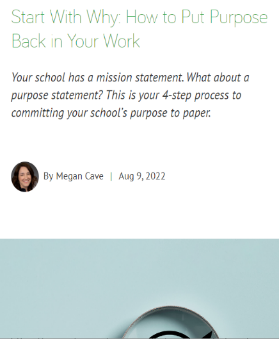 Start With Why: How to Put Purpose
Back in Your Work
Your school has a mission statement. What about a
purpose statement? This is your 4-step process to
committing your school's purpose to paper.
By Megan Cave | Aug 9, 2022